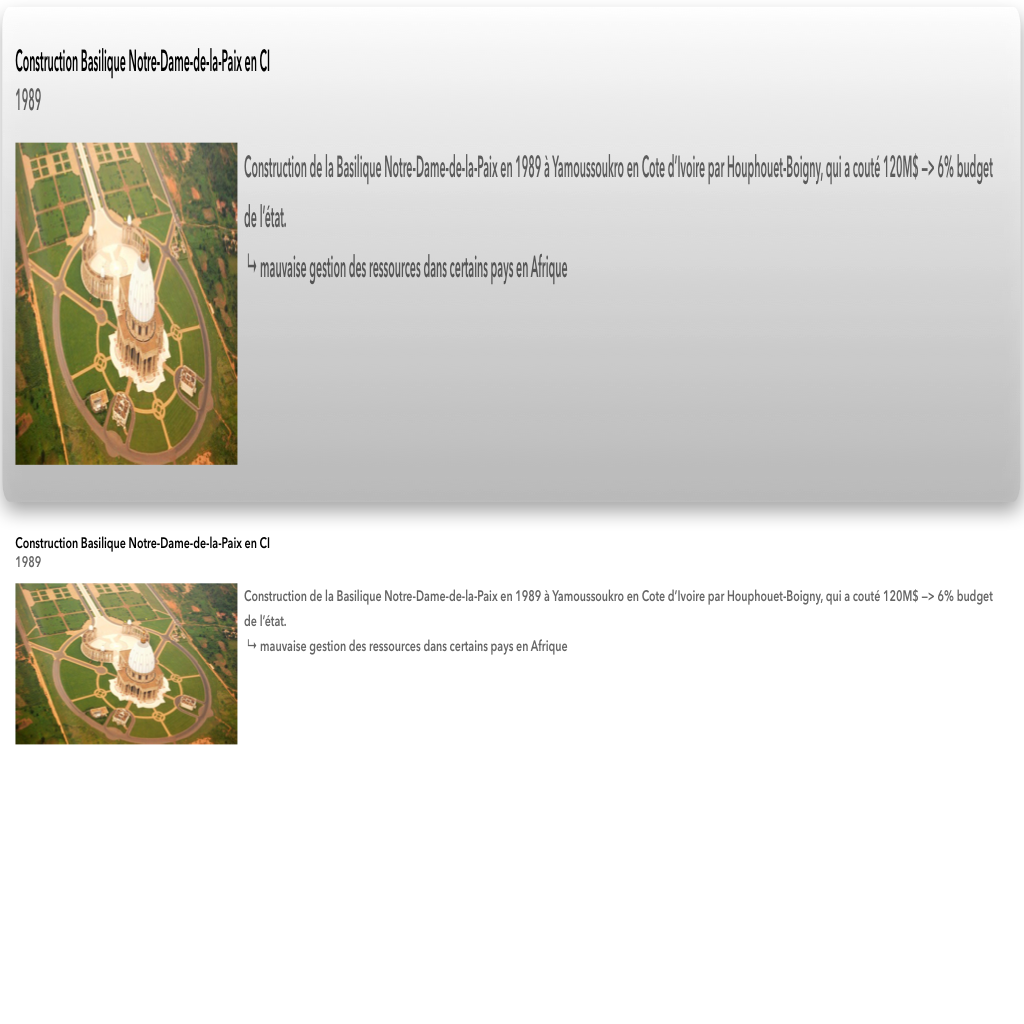 Construction Basilique Notre-Dame-de-la-Paix en CI
1989
Construction de la Basilique Notre-Dame-de-la-Paix en 1989 à Yamoussoukro en Cote d’Ivoire par Houphouet-Boigny, qui a couté 120M$ –> 6% budget
de l’état.
↳ mauvaise gestion des ressources dans certains pays en Afrique
Construction Basilique Notre-Dame-de-la-Paix en CI
1989
Construction de la Basilique Notre-Dame-de-la-Paix en 1989 à Yamoussoukro en Cote d’Ivoire par Houphouet-Boigny, qui a couté 120M$ –> 6% budget
de l’état.
↳ mauvaise gestion des ressources dans certains pays en Afrique